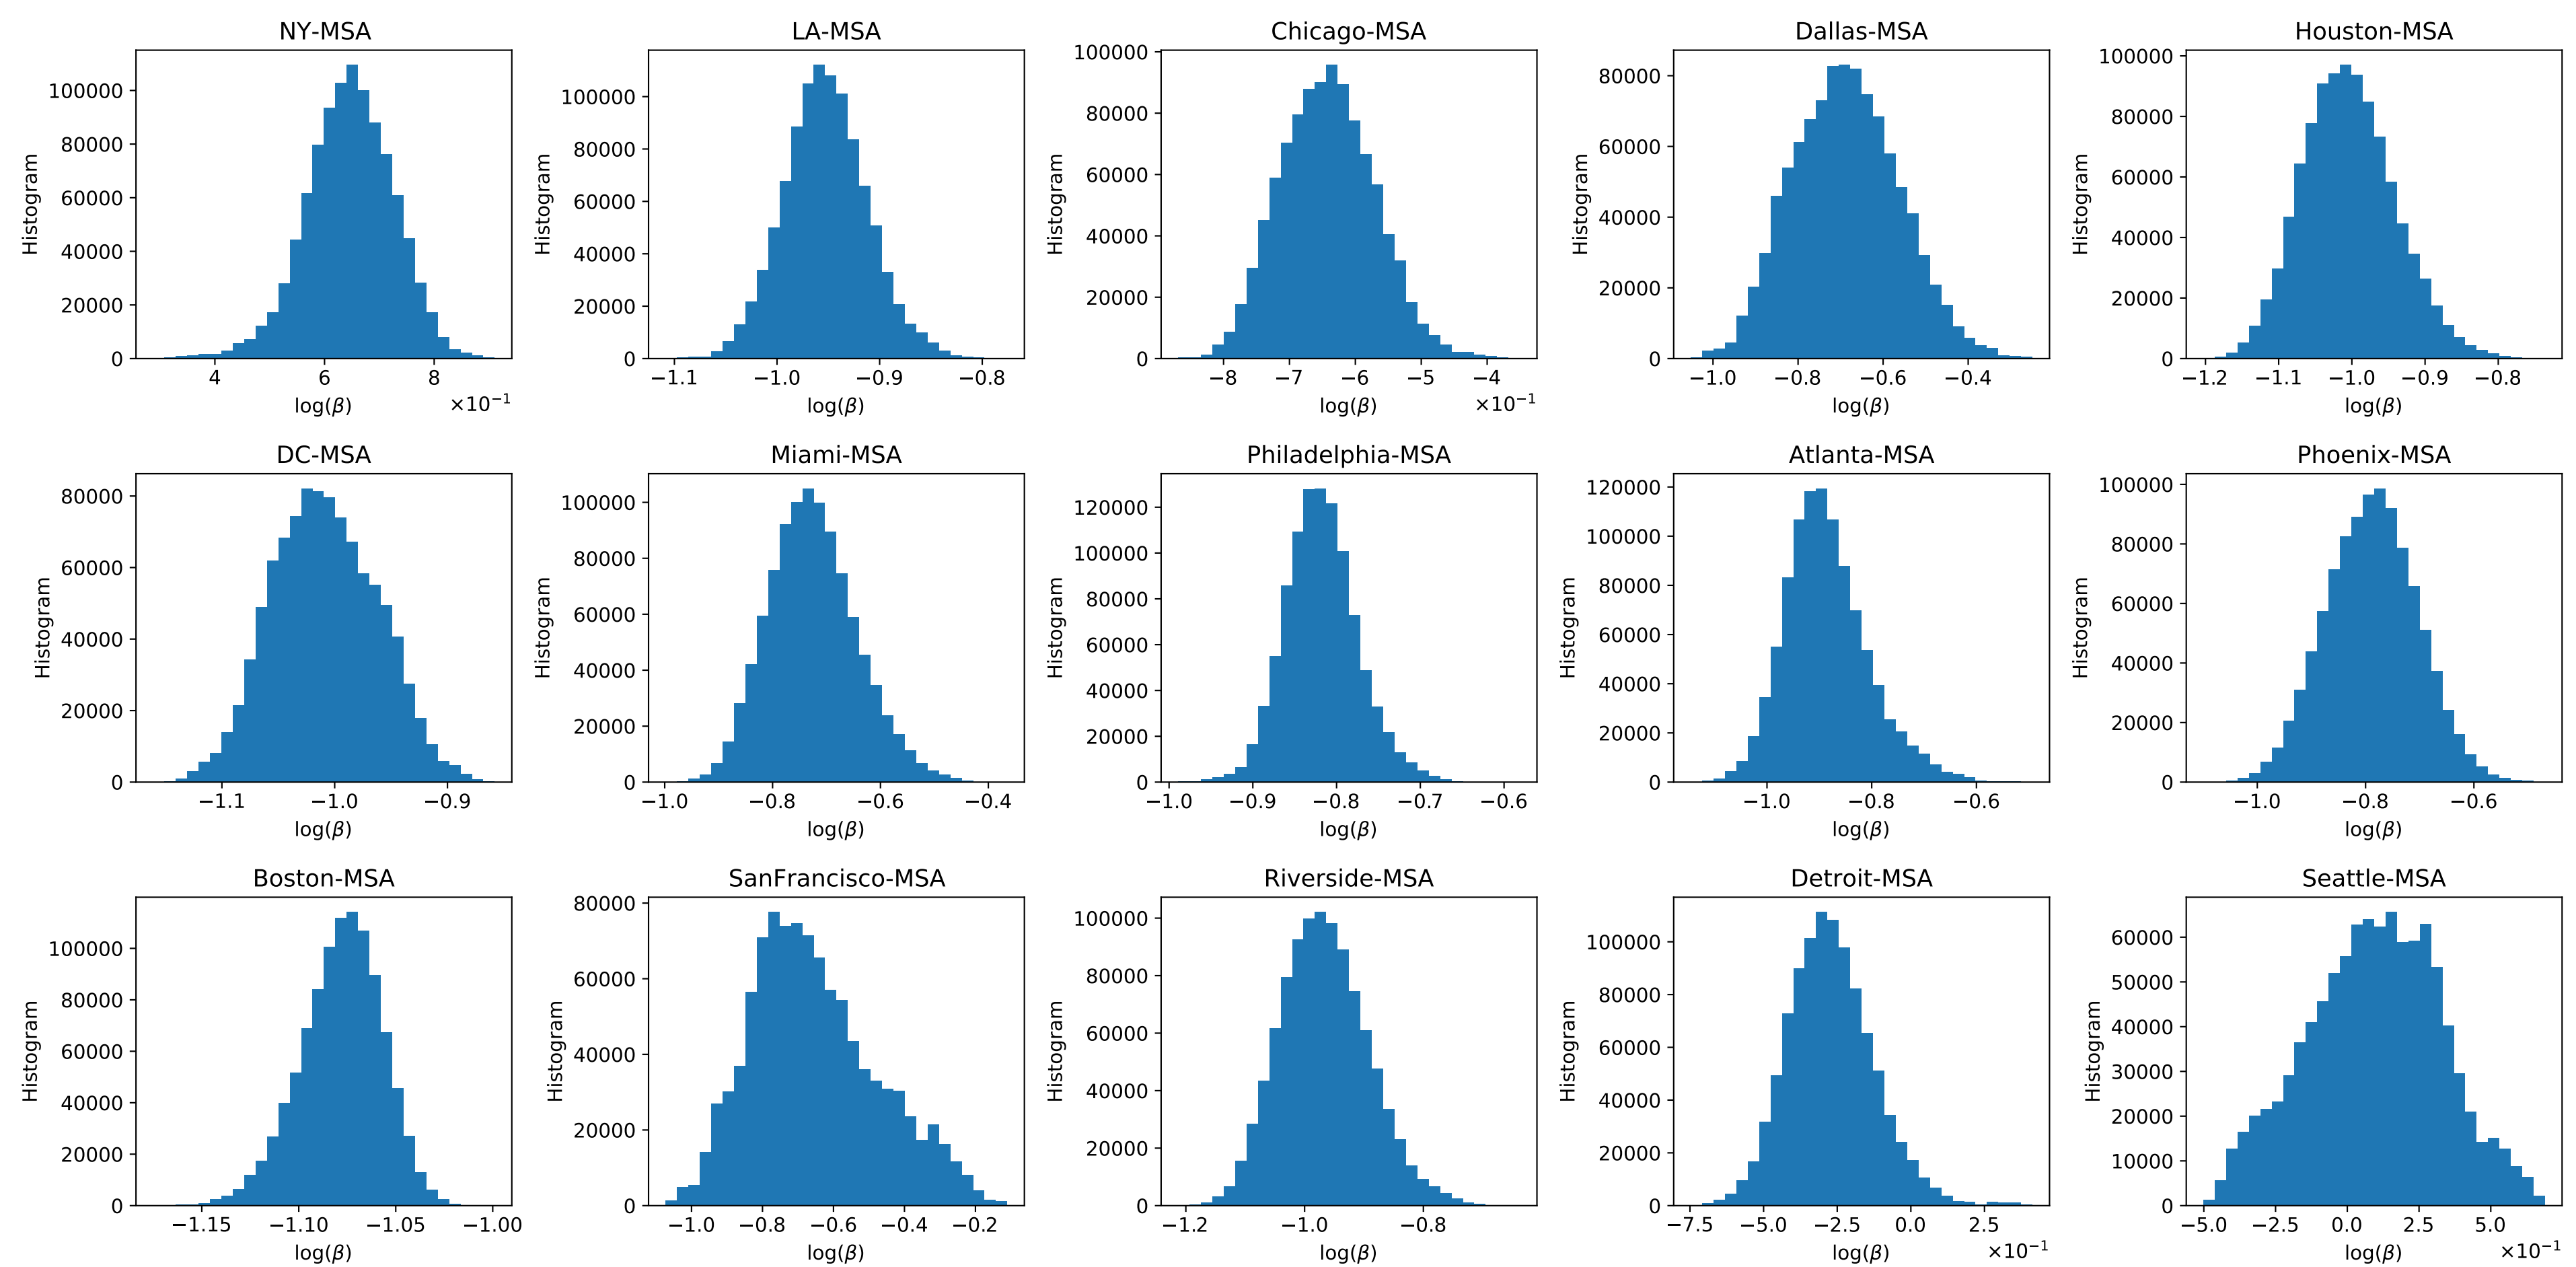 NY-MSA
Histogram
100000
80000
60000
40000
20000
0
4 6 8
log(β)
×10⁻¹
LA-MSA
Histogram
100000
80000
60000
40000
20000
0
−1.1 −1.0 −0.9 −0.8
log(β)
Chicago-MSA
Histogram
100000
80000
60000
40000
20000
0
−8 −7 −6 −5 −4
log(β)
×10⁻¹
Dallas-MSA
Histogram
80000
60000
40000
20000
0
−1.0 −0.8 −0.6 −0.4
log(β)
Houston-MSA
Histogram
100000
80000
60000
40000
20000
0
−1.2 −1.1 −1.0 −0.9 −0.8
log(β)
DC-MSA
Histogram
80000
60000
40000
20000
0
−1.1 −1.0 −0.9
log(β)
Miami-MSA
Histogram
100000
80000
60000
40000
20000
0
−1.0 −0.8 −0.6 −0.4
log(β)
Philadelphia-MSA
Histogram
120000
100000
80000
60000
40000
20000
0
−1.0 −0.9 −0.8 −0.7 −0.6
log(β)
Atlanta-MSA
Histogram
120000
100000
80000
60000
40000
20000
0
−1.0 −0.8 −0.6
log(β)
Phoenix-MSA
Histogram
100000
80000
60000
40000
20000
0
−1.0 −0.8 −0.6
log(β)
Boston-MSA
Histogram
100000
80000
60000
40000
20000
0
−1.15 −1.10 −1.05 −1.00
log(β)
SanFrancisco-MSA
Histogram
80000
60000
40000
20000
0
−1.0 −0.8 −0.6 −0.4 −0.2
log(β)
Riverside-MSA
Histogram
100000
80000
60000
40000
20000
0
−1.2 −1.0 −0.8
log(β)
Detroit-MSA
Histogram
100000
80000
60000
40000
20000
0
−7.5 −5.0 −2.5 0.0 2.5
log(β)
×10⁻¹
Seattle-MSA
Histogram
60000
50000
40000
30000
20000
10000
0
−5.0 −2.5 0.0 2.5 5.0
log(β)
×10⁻¹